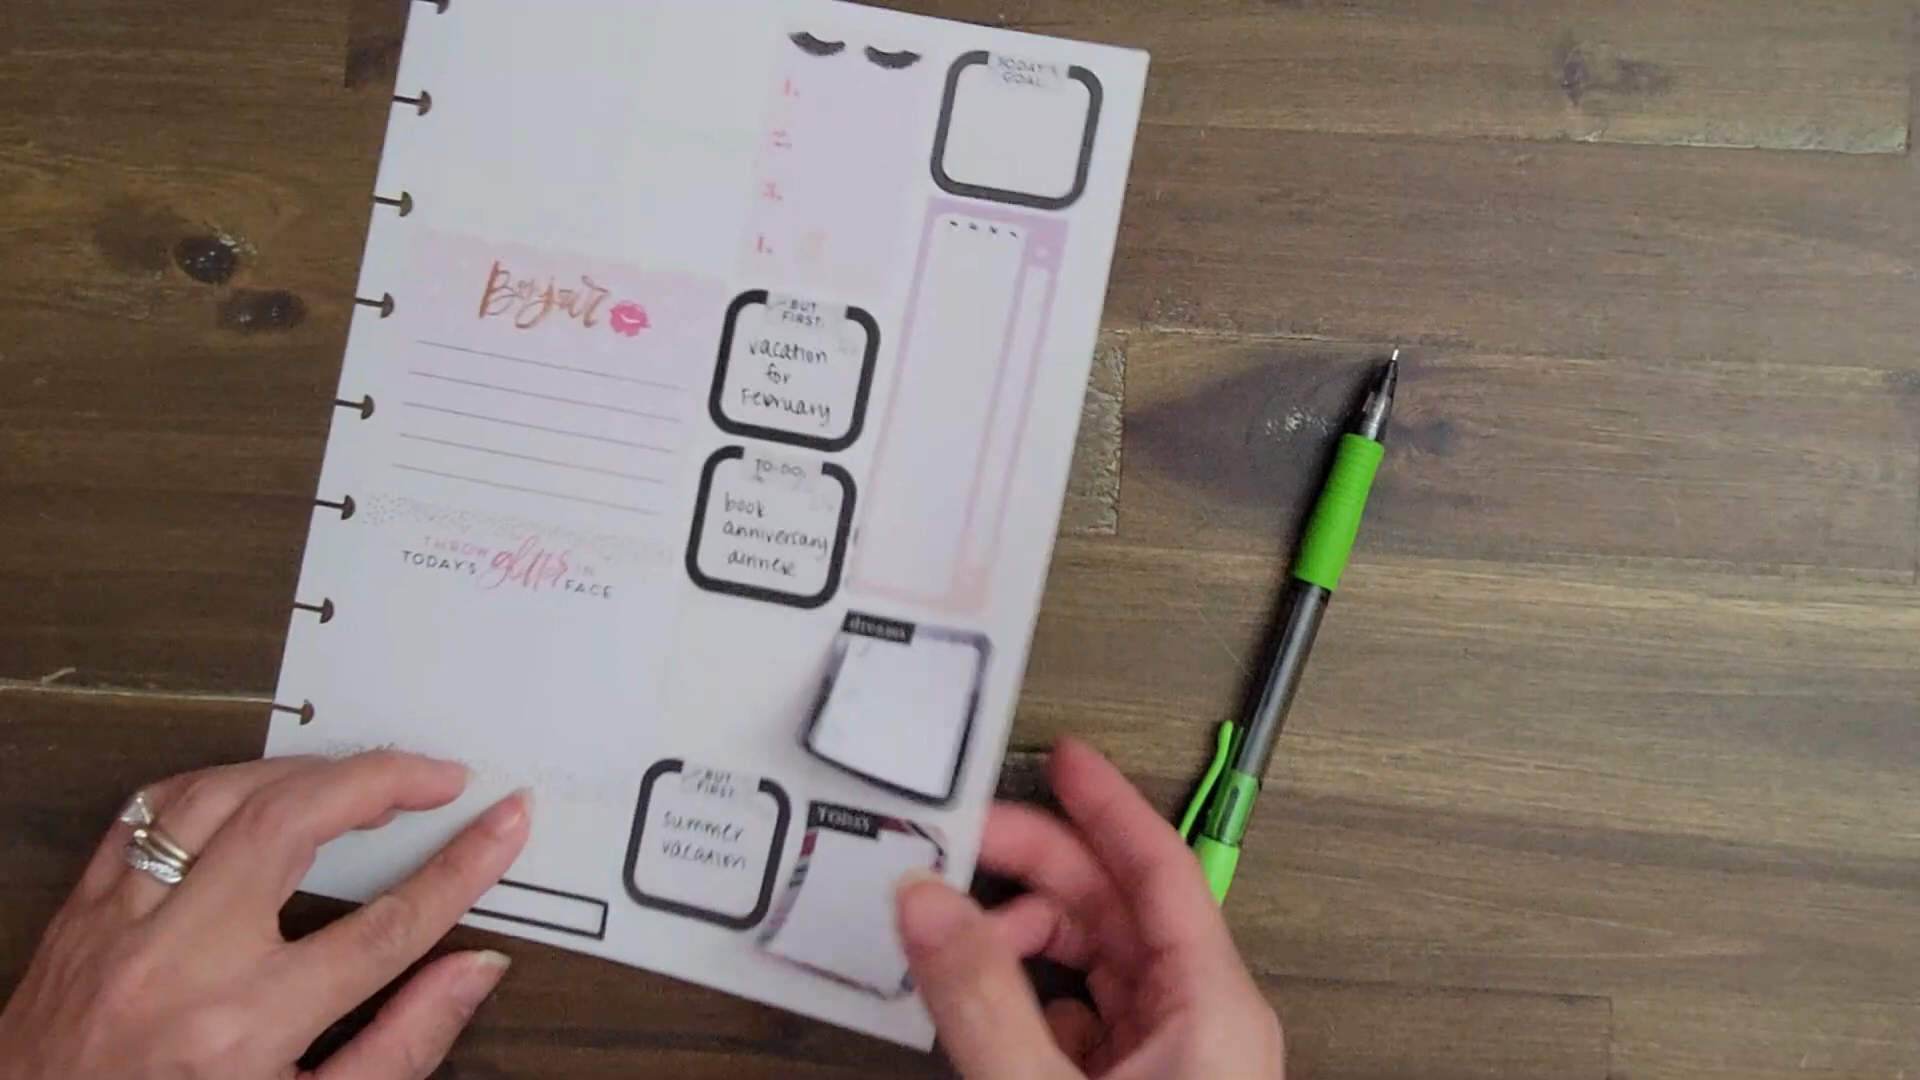 TODAY'S
GOAL
1.
2.
3.
1.
Bonjour
BUT
FIRST
vacation
for
February
TO-DO
book
anniversary
dinner
THROW glitter IN
TODAY'S FACE
dreams
BUT
FIRST
summer
vacation
TODAY